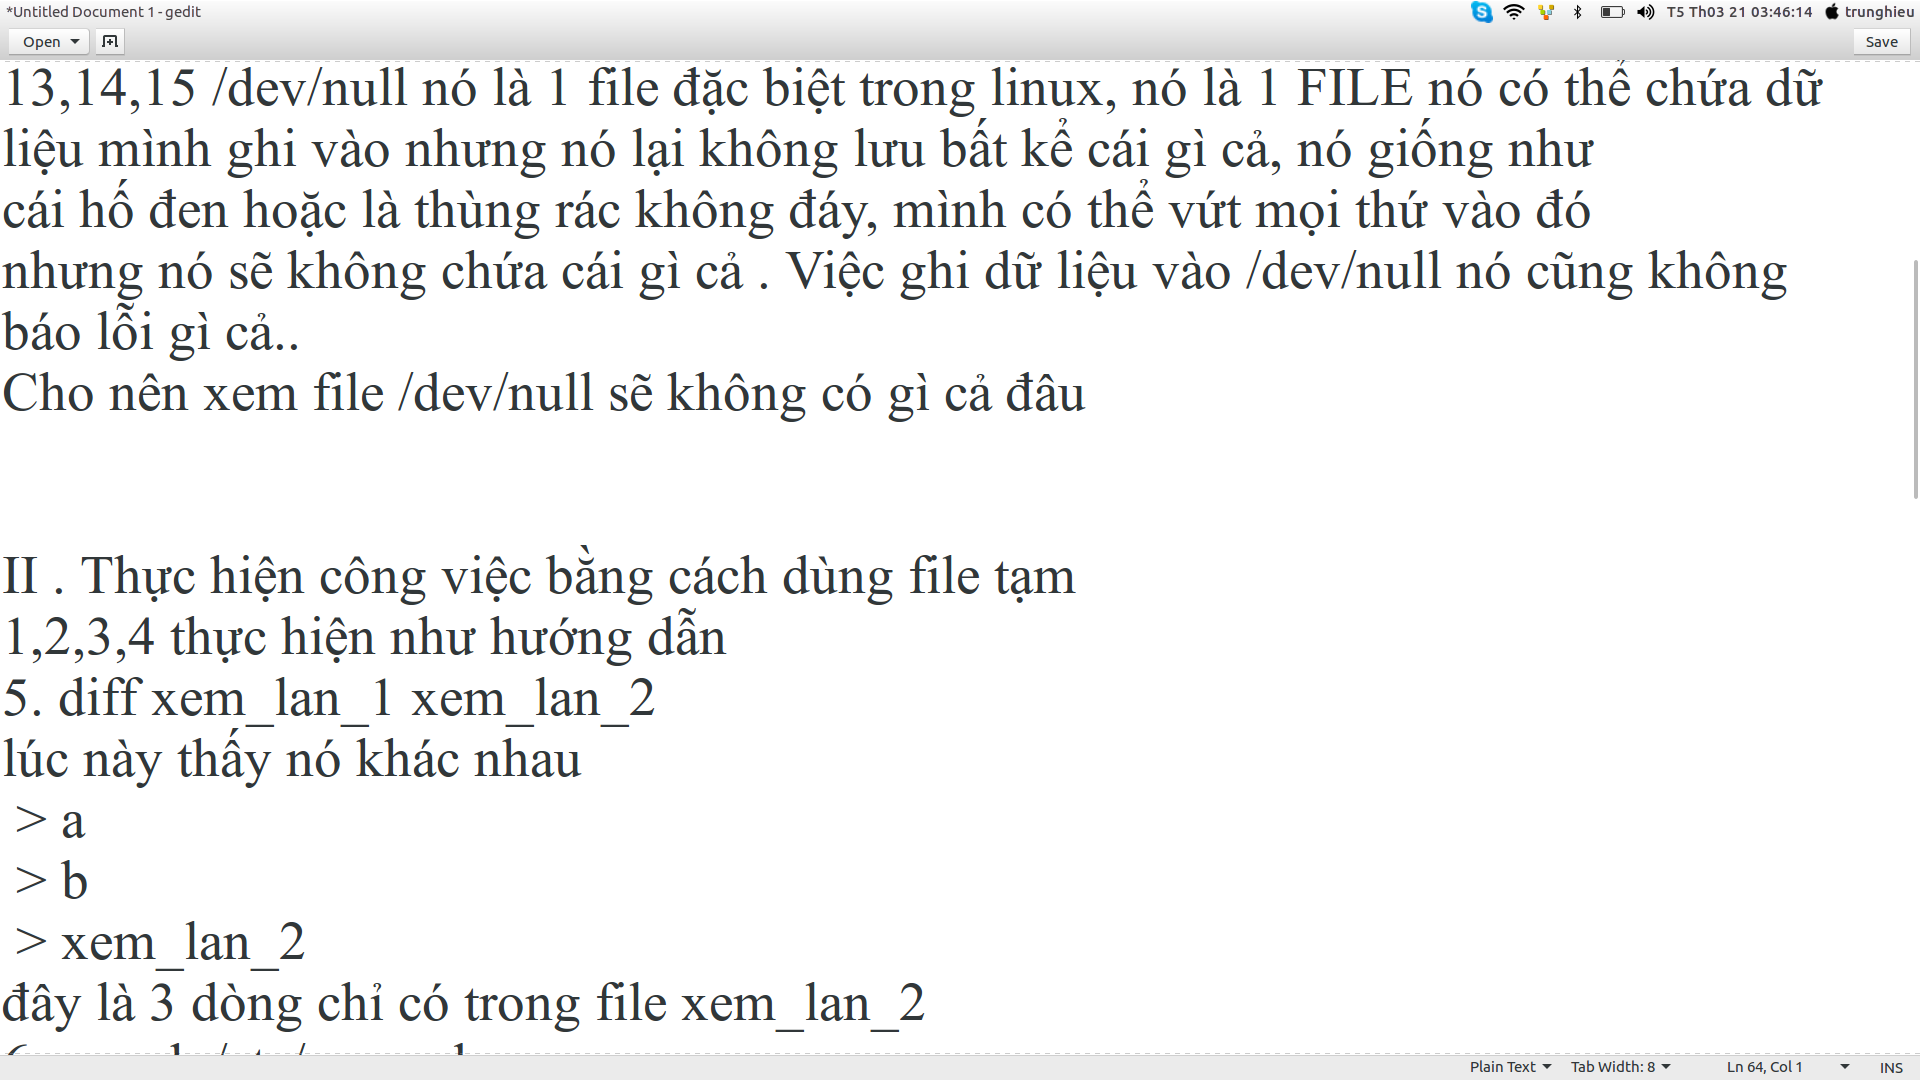 *Untitled Document 1 - gedit
T5 Th03 21 03:46:14 trunghieu
Open
Save
13,14,15 /dev/null nó là 1 file đặc biệt trong linux, nó là 1 FILE nó có thể chứa dữ
liệu mình ghi vào nhưng nó lại không lưu bất kể cái gì cả, nó giống như
cái hố đen hoặc là thùng rác không đáy, mình có thể vứt mọi thứ vào đó
nhưng nó sẽ không chứa cái gì cả . Việc ghi dữ liệu vào /dev/null nó cũng không
báo lỗi gì cả..
Cho nên xem file /dev/null sẽ không có gì cả đâu
II . Thực hiện công việc bằng cách dùng file tạm
1,2,3,4 thực hiện như hướng dẫn
5. diff xem_lan_1 xem_lan_2
lúc này thấy nó khác nhau
> a
> b
> xem_lan_2
đây là 3 dòng chỉ có trong file xem_lan_2
Plain Text Tab Width: 8 Ln 64, Col 1 INS